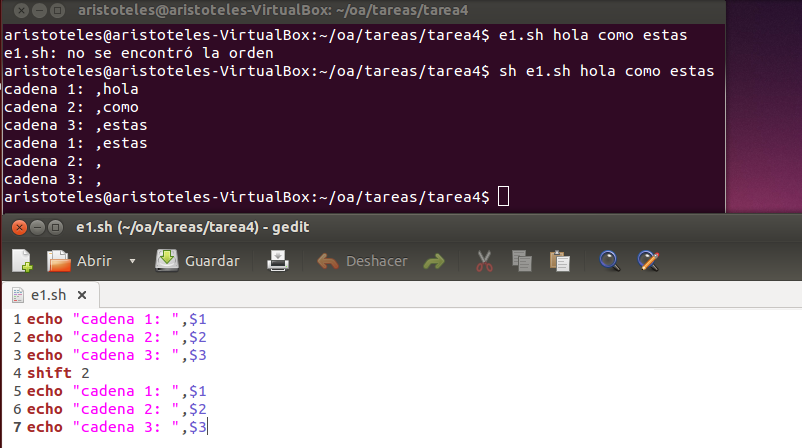 aristoteles@aristoteles-VirtualBox: ~/oa/tareas/tarea4
aristoteles@aristoteles-VirtualBox:~/oa/tareas/tarea4$ e1.sh hola como estas
e1.sh: no se encontró la orden
aristoteles@aristoteles-VirtualBox:~/oa/tareas/tarea4$ sh e1.sh hola como estas
cadena 1: ,hola
cadena 2: ,como
cadena 3: ,estas
cadena 1: ,estas
cadena 2: ,
cadena 3: ,
aristoteles@aristoteles-VirtualBox:~/oa/tareas/tarea4$
e1.sh (~/oa/tareas/tarea4) - gedit
Abrir Guardar Deshacer
e1.sh
1 echo "cadena 1: ",$1
2 echo "cadena 2: ",$2
3 echo "cadena 3: ",$3
4 shift 2
5 echo "cadena 1: ",$1
6 echo "cadena 2: ",$2
7 echo "cadena 3: ",$3